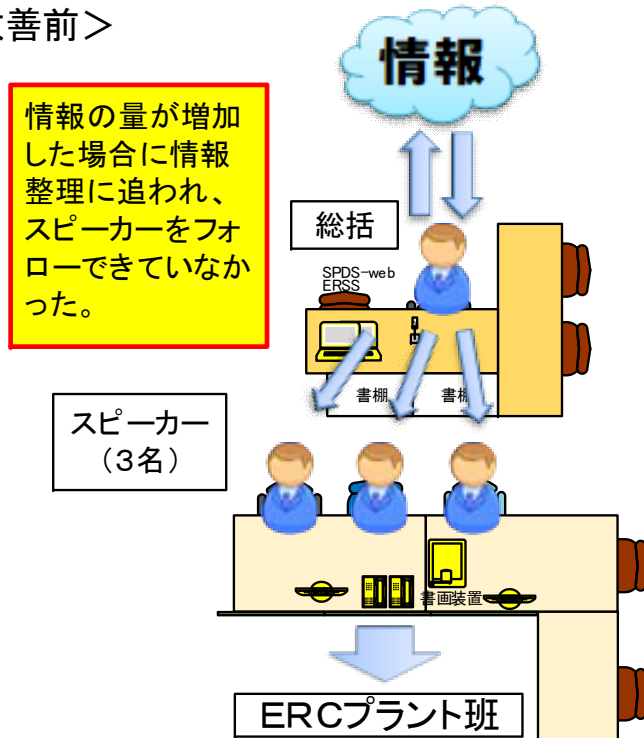 善前＞
情報
情報の量が増加
した場合に情報
整理に追われ、
スピーカーをフォ
ローできていなか
った。
総括
SPDS-web
ERSS
書棚
書棚
スピーカー
（３名）
書画装置
ＥＲＣプラント班